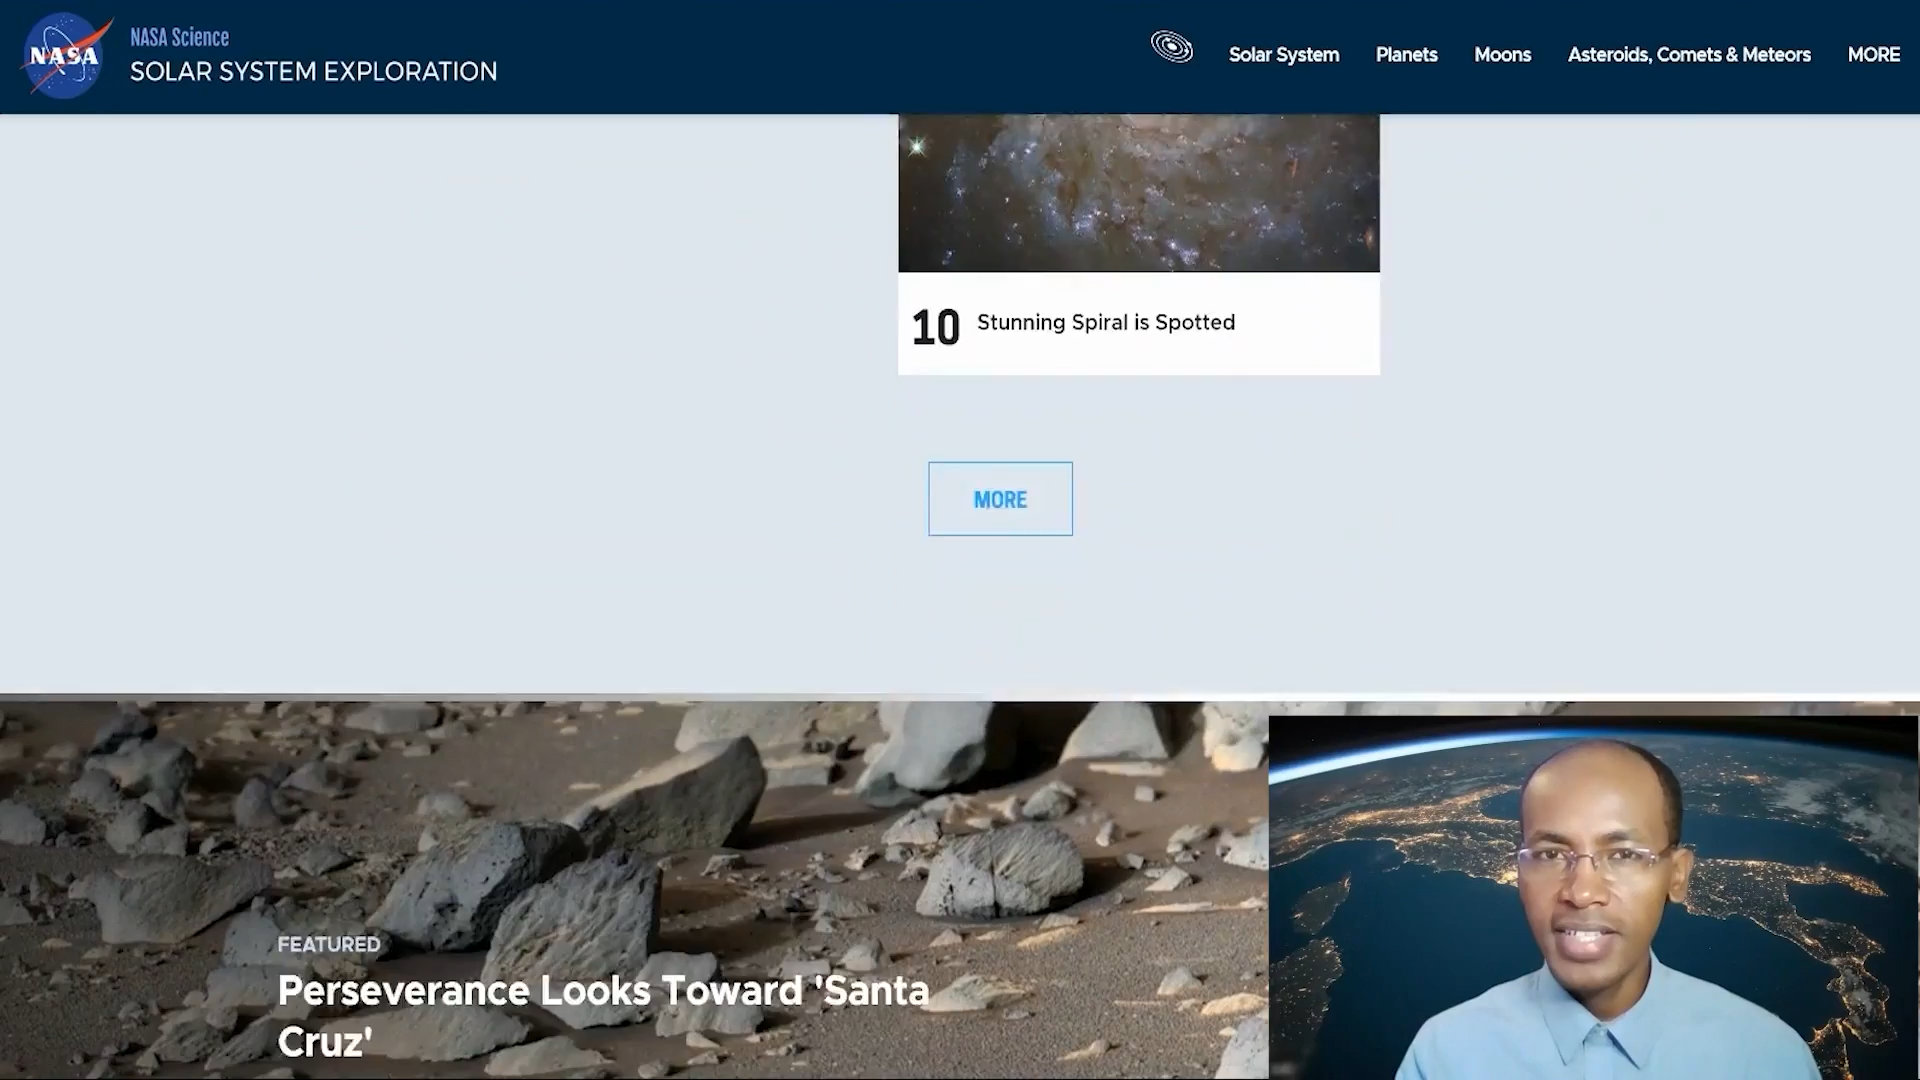 NASA
NASA Science
SOLAR SYSTEM EXPLORATION
Solar System
Planets
Moons
Asteroids, Comets & Meteors
MORE
10
Stunning Spiral is Spotted
MORE
FEATURED
Perseverance Looks Toward 'Santa
Cruz'